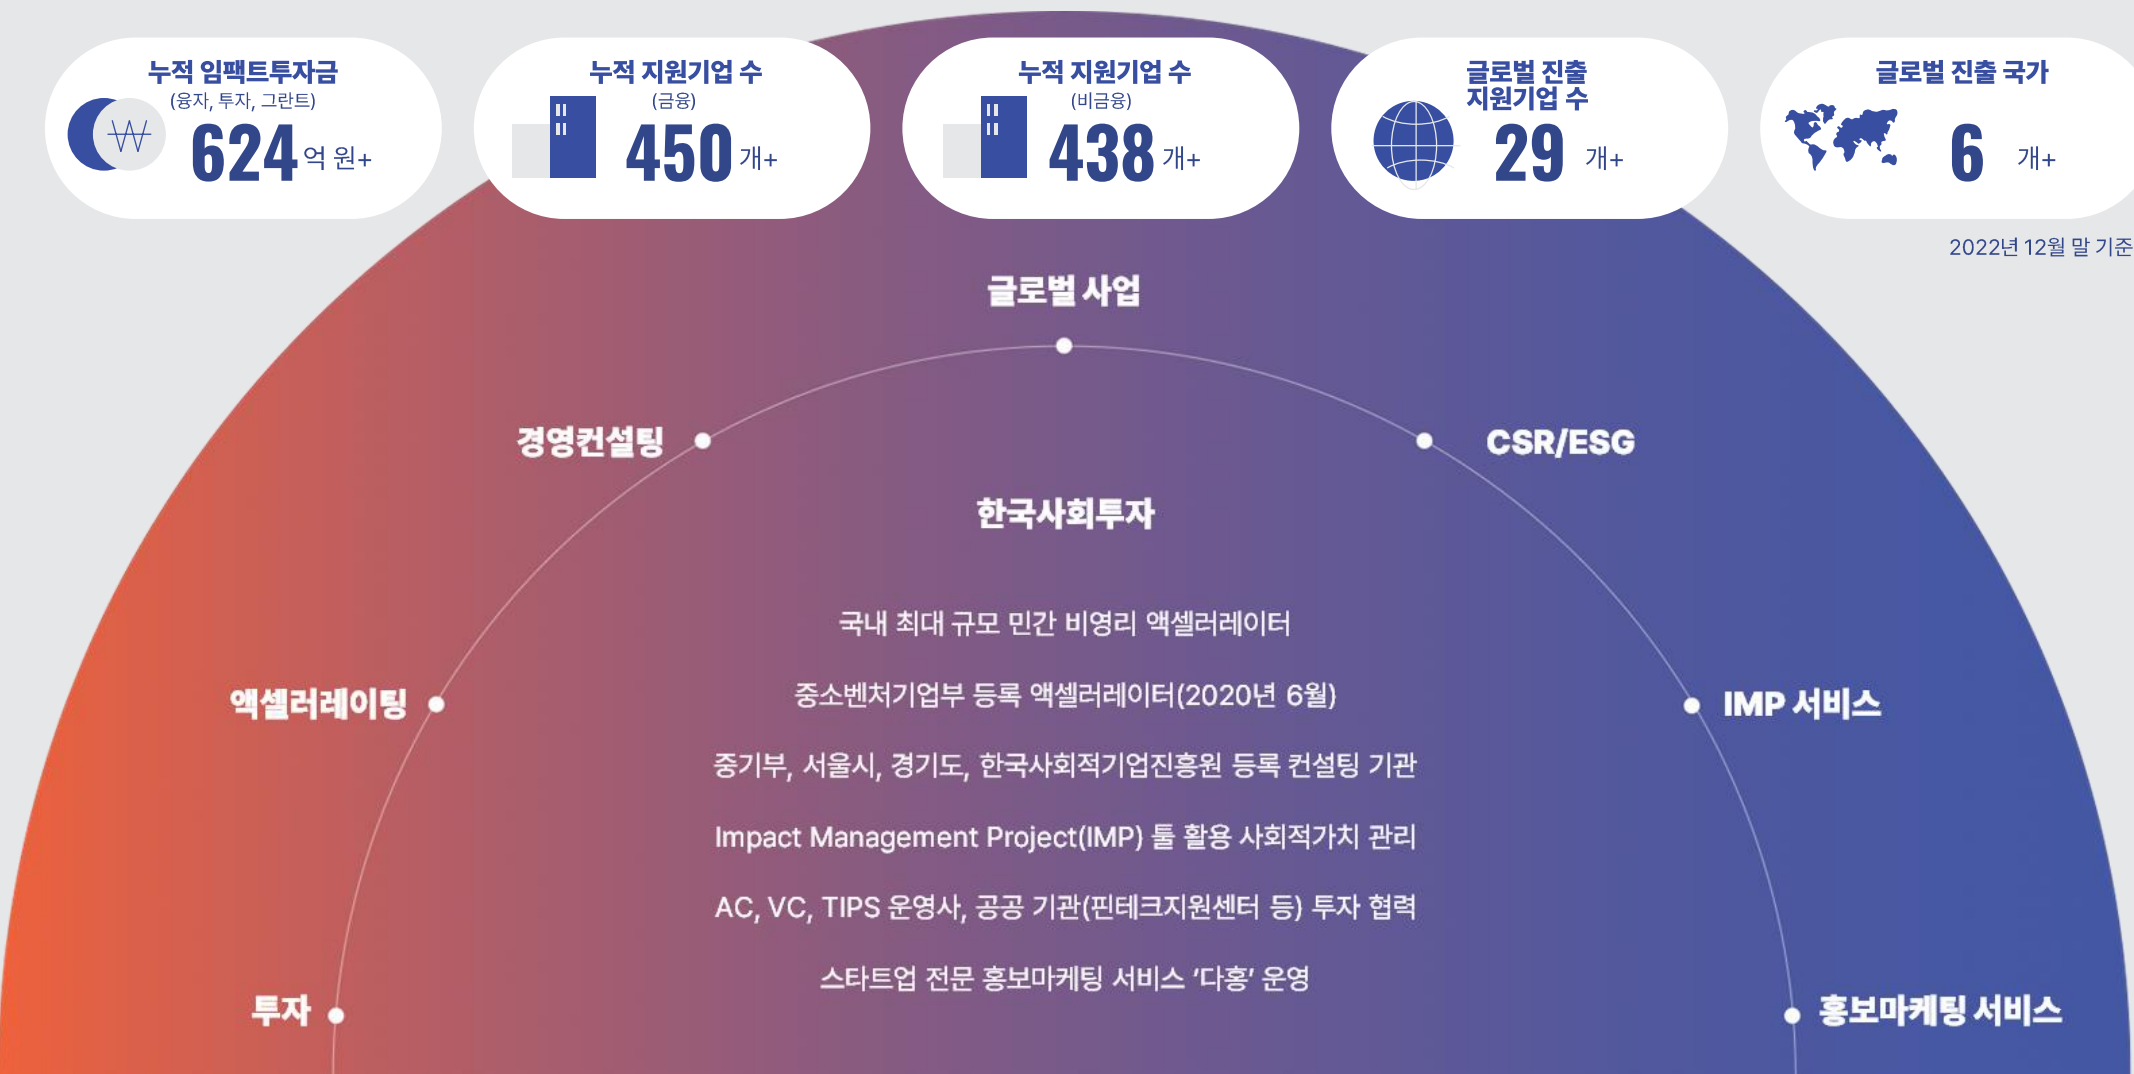 누적 임팩트투자금
(융자, 투자, 그란트)
624억 원+
누적 지원기업 수
(금융)
450개+
누적 지원기업 수
(비금융)
438개+
글로벌 진출
지원기업 수
29 개+
글로벌 진출 국가
6 개+
2022년 12월 말 기준
글로벌 사업
경영컨설팅
CSR/ESG
한국사회투자
국내 최대 규모 민간 비영리 액셀러레이터
액셀러레이팅
중소벤처기업부 등록 액셀러레이터(2020년 6월)
IMP 서비스
중기부, 서울시, 경기도, 한국사회적기업진흥원 등록 컨설팅 기관
Impact Management Project(IMP) 툴 활용 사회적가치 관리
AC, VC, TIPS 운영사, 공공 기관(핀테크지원센터 등) 투자 협력
스타트업 전문 홍보마케팅 서비스 ‘다홍’ 운영
투자
홍보마케팅 서비스